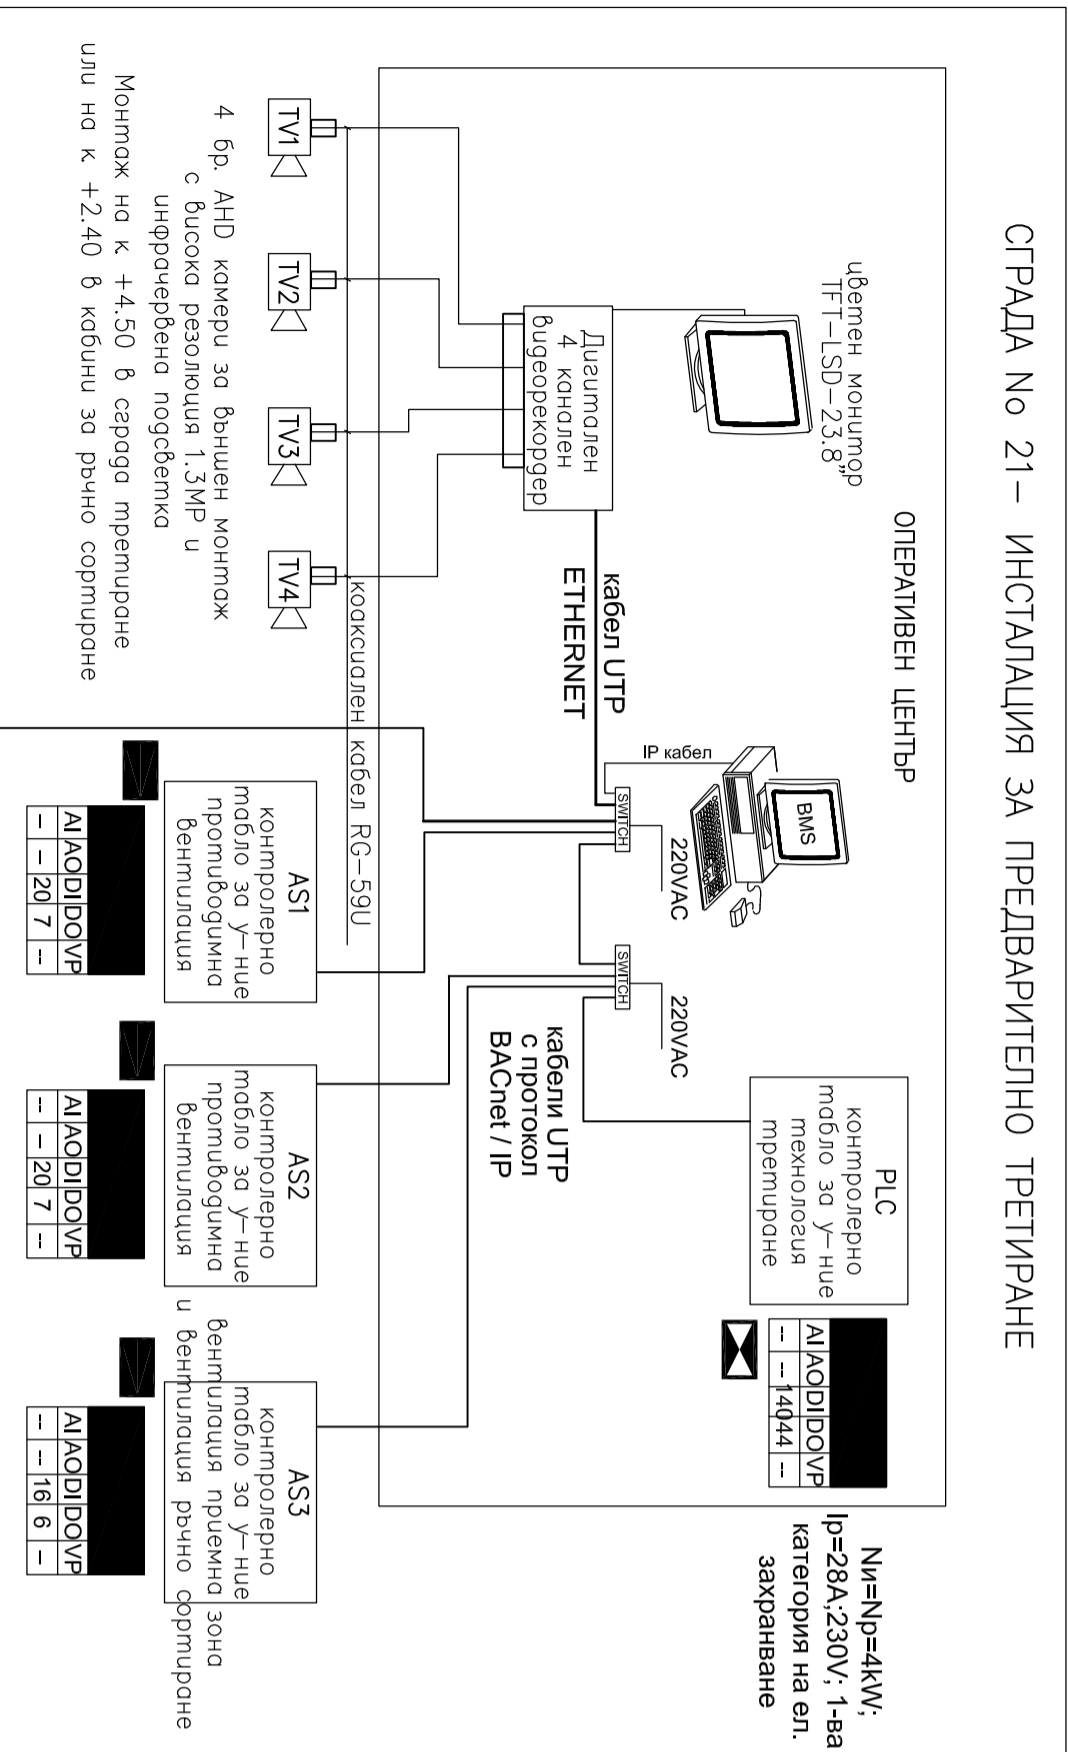 СГРАДА No 21– ИНСТАЛАЦИЯ ЗА ПРЕДВАРИТЕЛНО ТРЕТИРАНЕ
ОПЕРАТИВЕН ЦЕНТЪР
цветен монитор
TFT–LSD–23.8"
Дигитален
4 канален
видеорекордер
кабел UTP
ETHERNET
IP кабел
BMS
SWITCH
220VAC
SWITCH
220VAC
кабели UTP
с протокол
BACnet / IP
PLC
контролерно
табло за у–ние
технология
третиране
AI AO DI DO VP
-- -- 140 44 --
Nи=Np=4kW;
Ip=28A;230V; 1-ва
категория на ел.
захранване
TV1
TV2
TV3
TV4
коаксиален кабел RG–59U
4 бр. AHD камери за външен монтаж
с висока резолюция 1.3MP и
инфрачервена подсветка
Монтаж на к. +4.50 в сграда третиране
или на к. +2.40 в кабини за ръчно сортиране
AS1
контролерно
табло за у–ние
противодимна
вентилация
AI AO DI DO VP
– – 20 7 --
AS2
контролерно
табло за у–ние
противодимна
вентилация
AI AO DI DO VP
-- – 20 7 --
AS3
контролерно
табло за у–ние
вентилация приемна зона
и вентилация ръчно сортиране
AI AO DI DO VP
-- -- 16 6 –